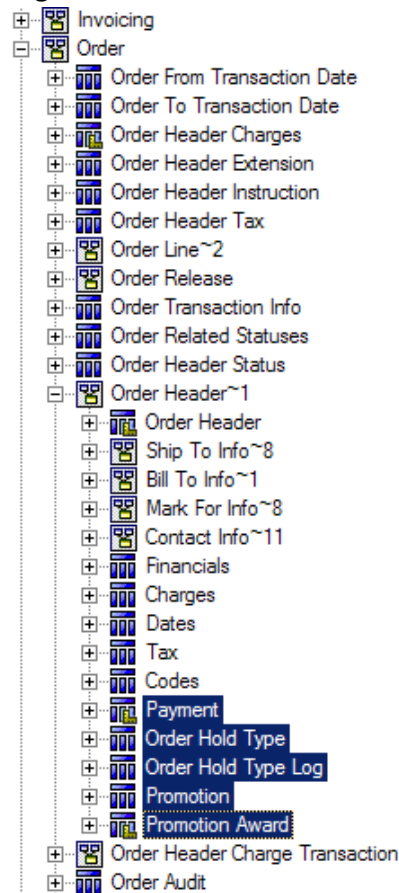 Invoicing
Order
Order From Transaction Date
Order To Transaction Date
Order Header Charges
Order Header Extension
Order Header Instruction
Order Header Tax
Order Line~2
Order Release
Order Transaction Info
Order Related Statuses
Order Header Status
Order Header~1
Order Header
Ship To Info~8
Bill To Info~1
Mark For Info~8
Contact Info~11
Financials
Charges
Dates
Tax
Codes
Payment
Order Hold Type
Order Hold Type Log
Promotion
Promotion Award
Order Header Charge Transaction
Order Audit